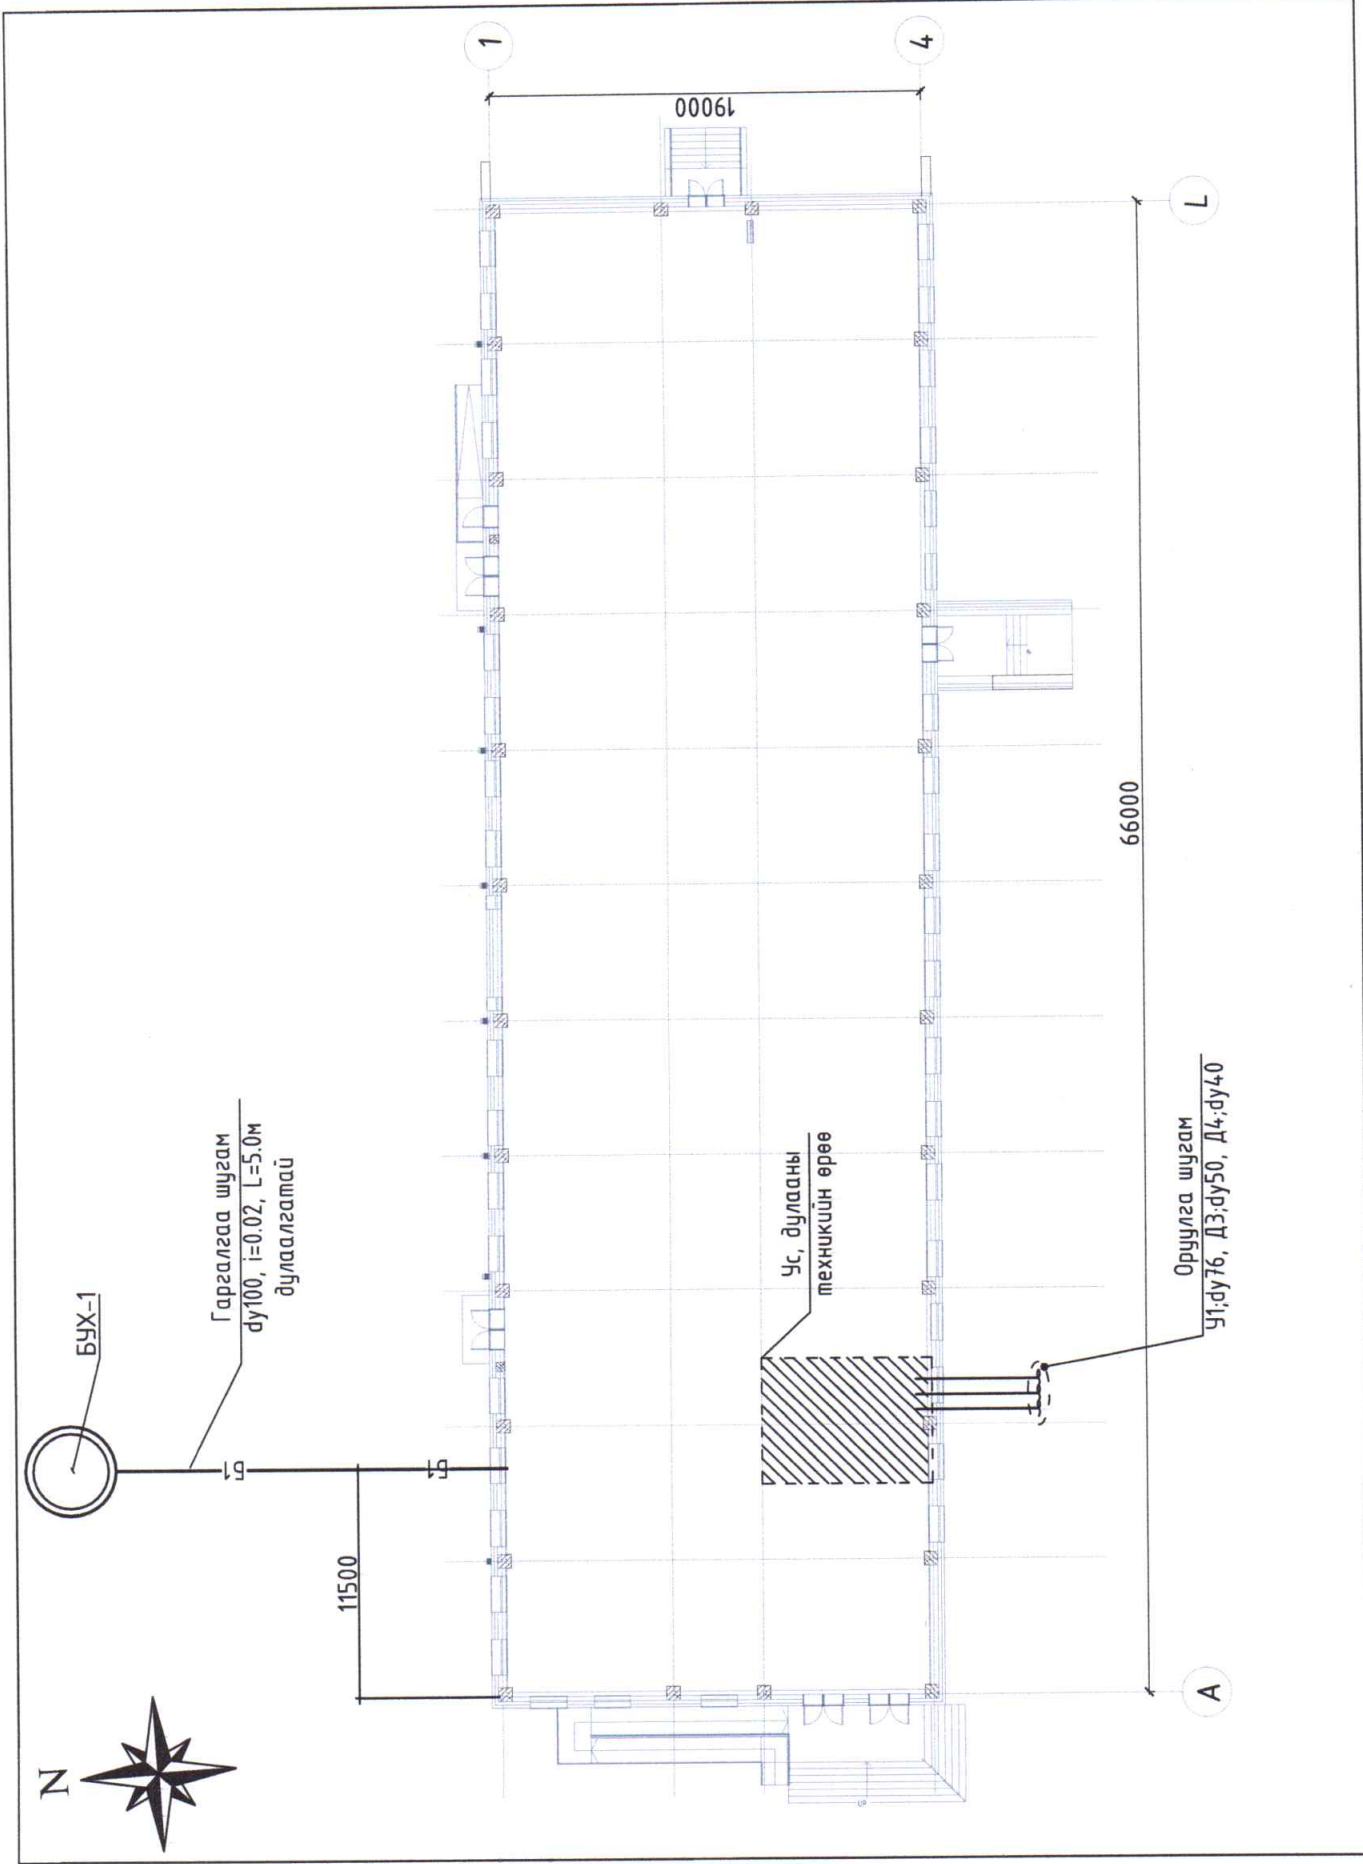 N
БУХ-1
Гаргалгаа шугам
dy100, i=0.02, L=5.0м
дулаалгатай
Б1
Б1
11500
1
4
19000
Ус, дулааны
техникийн өрөө
66000
Оруулга шугам
У1;dy76, Д3;dy50, Д4;dy40
A
L